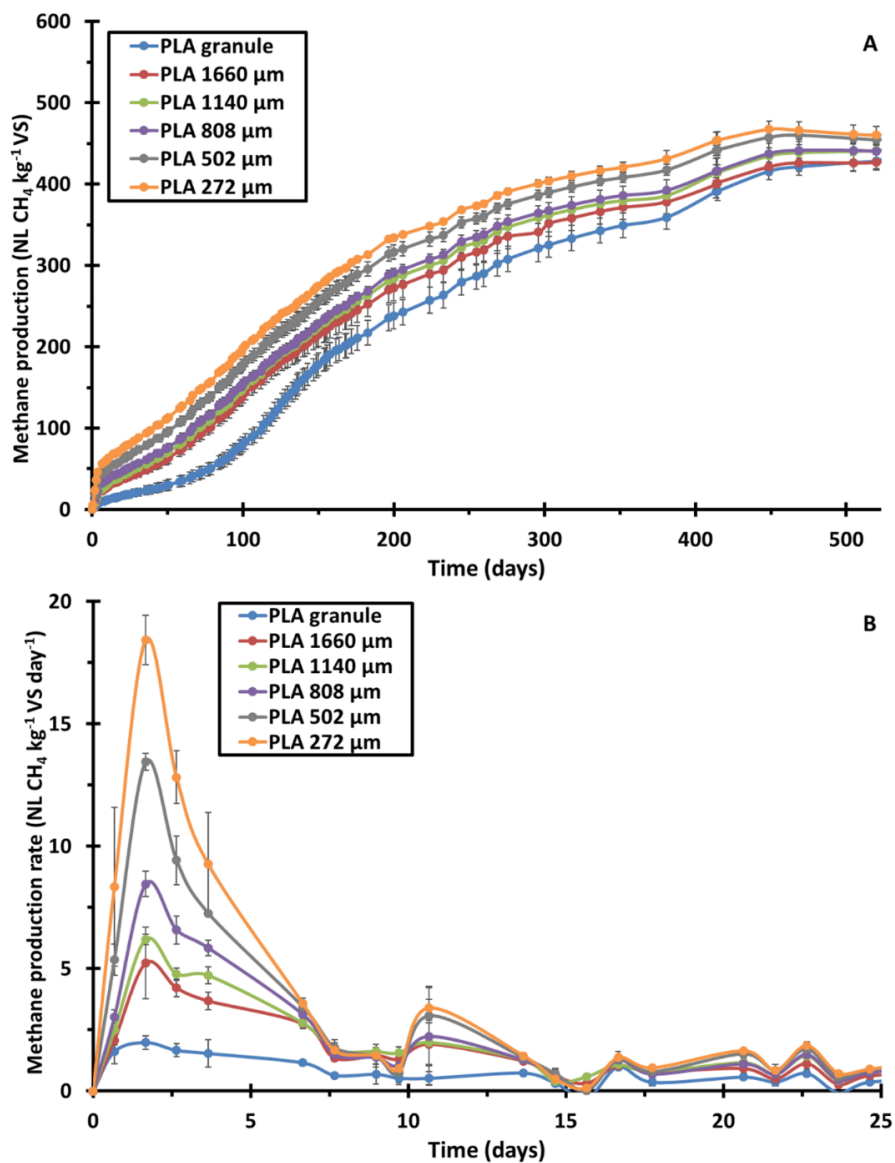 A
PLA granule
PLA 1660 µm
PLA 1140 µm
PLA 808 µm
PLA 502 µm
PLA 272 µm
Methane production (NL CH₄ kg⁻¹ VS)
600
500
400
300
200
100
0
0 100 200 300 400 500
Time (days)
B
PLA granule
PLA 1660 µm
PLA 1140 µm
PLA 808 µm
PLA 502 µm
PLA 272 µm
Methane production rate (NL CH₄ kg⁻¹ VS day⁻¹)
20
15
10
5
0
0 5 10 15 20 25
Time (days)